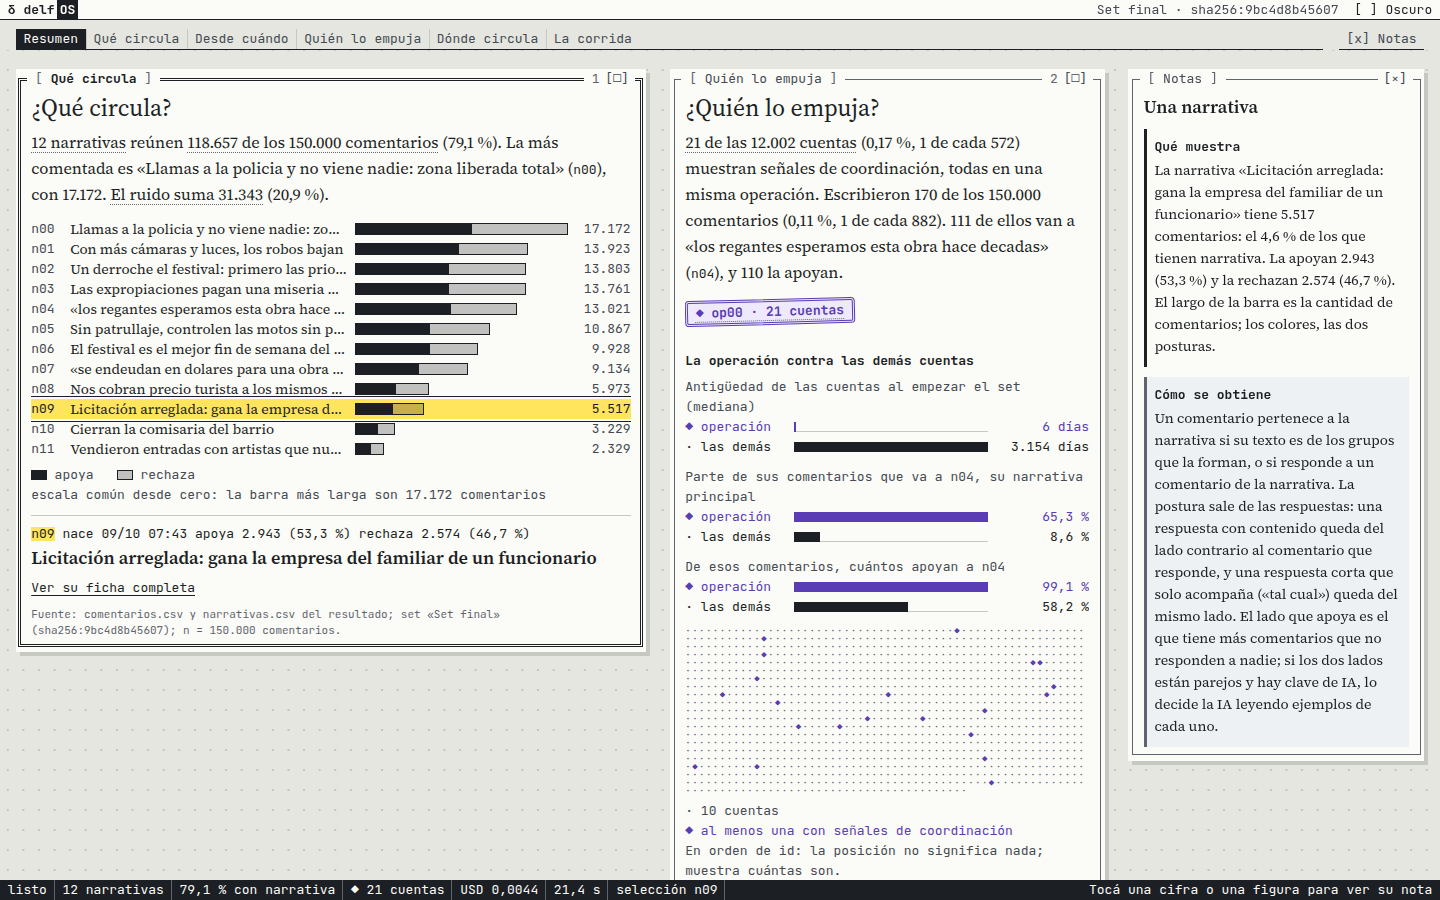 δ delf OS
Set final · sha256:9bc4d8b45607 [ ] Oscuro
Resumen Qué circula Desde cuándo Quién lo empuja Dónde circula La corrida [x] Notas
[ Qué circula ] 1 [□]
¿Qué circula?
12 narrativas reúnen 118.657 de los 150.000 comentarios (79,1 %). La más
comentada es «Llamas a la policia y no viene nadie: zona liberada total» (n00),
con 17.172. El ruido suma 31.343 (20,9 %).
n00 Llamas a la policia y no viene nadie: zo... 17.172
n01 Con más cámaras y luces, los robos bajan 13.923
n02 Un derroche el festival: primero las prio... 13.803
n03 Las expropiaciones pagan una miseria ... 13.761
n04 «los regantes esperamos esta obra hace ... 13.021
n05 Sin patrullaje, controlen las motos sin p... 10.867
n06 El festival es el mejor fin de semana del ... 9.928
n07 «se endeudan en dolares para una obra ... 9.134
n08 Nos cobran precio turista a los mismos ... 5.973
n09 Licitación arreglada: gana la empresa d... 5.517
n10 Cierran la comisaria del barrio 3.229
n11 Vendieron entradas con artistas que nu... 2.329
apoya rechaza
escala común desde cero: la barra más larga son 17.172 comentarios
n09 nace 09/10 07:43 apoya 2.943 (53,3 %) rechaza 2.574 (46,7 %)
Licitación arreglada: gana la empresa del familiar de un funcionario
Ver su ficha completa
Fuente: comentarios.csv y narrativas.csv del resultado; set «Set final»
(sha256:9bc4d8b45607); n = 150.000 comentarios.
[ Quién lo empuja ] 2 [□]
¿Quién lo empuja?
21 de las 12.002 cuentas (0,17 %, 1 de cada 572)
muestran señales de coordinación, todas en una
misma operación. Escribieron 170 de los 150.000
comentarios (0,11 %, 1 de cada 882). 111 de ellos van a
«los regantes esperamos esta obra hace decadas»
(n04), y 110 la apoyan.
◆ op00 · 21 cuentas
La operación contra las demás cuentas
Antigüedad de las cuentas al empezar el set
(mediana)
◆ operación 6 días
· las demás 3.154 días
Parte de sus comentarios que va a n04, su narrativa
principal
◆ operación 65,3 %
· las demás 8,6 %
De esos comentarios, cuántos apoyan a n04
◆ operación 99,1 %
· las demás 58,2 %
· 10 cuentas
◆ al menos una con señales de coordinación
En orden de id: la posición no significa nada;
muestra cuántas son.
[ Notas ] [×]
Una narrativa
Qué muestra
La narrativa «Licitación arreglada:
gana la empresa del familiar de un
funcionario» tiene 5.517
comentarios: el 4,6 % de los que
tienen narrativa. La apoyan 2.943
(53,3 %) y la rechazan 2.574 (46,7 %).
El largo de la barra es la cantidad de
comentarios; los colores, las dos
posturas.
Cómo se obtiene
Un comentario pertenece a la
narrativa si su texto es de los grupos
que la forman, o si responde a un
comentario de la narrativa. La
postura sale de las respuestas: una
respuesta con contenido queda del
lado contrario al comentario que
responde, y una respuesta corta que
solo acompaña («tal cual») queda del
mismo lado. El lado que apoya es el
que tiene más comentarios que no
responden a nadie; si los dos lados
están parejos y hay clave de IA, lo
decide la IA leyendo ejemplos de
cada uno.
listo 12 narrativas 79,1 % con narrativa ◆ 21 cuentas USD 0,0044 21,4 s selección n09 Tocá una cifra o una figura para ver su nota